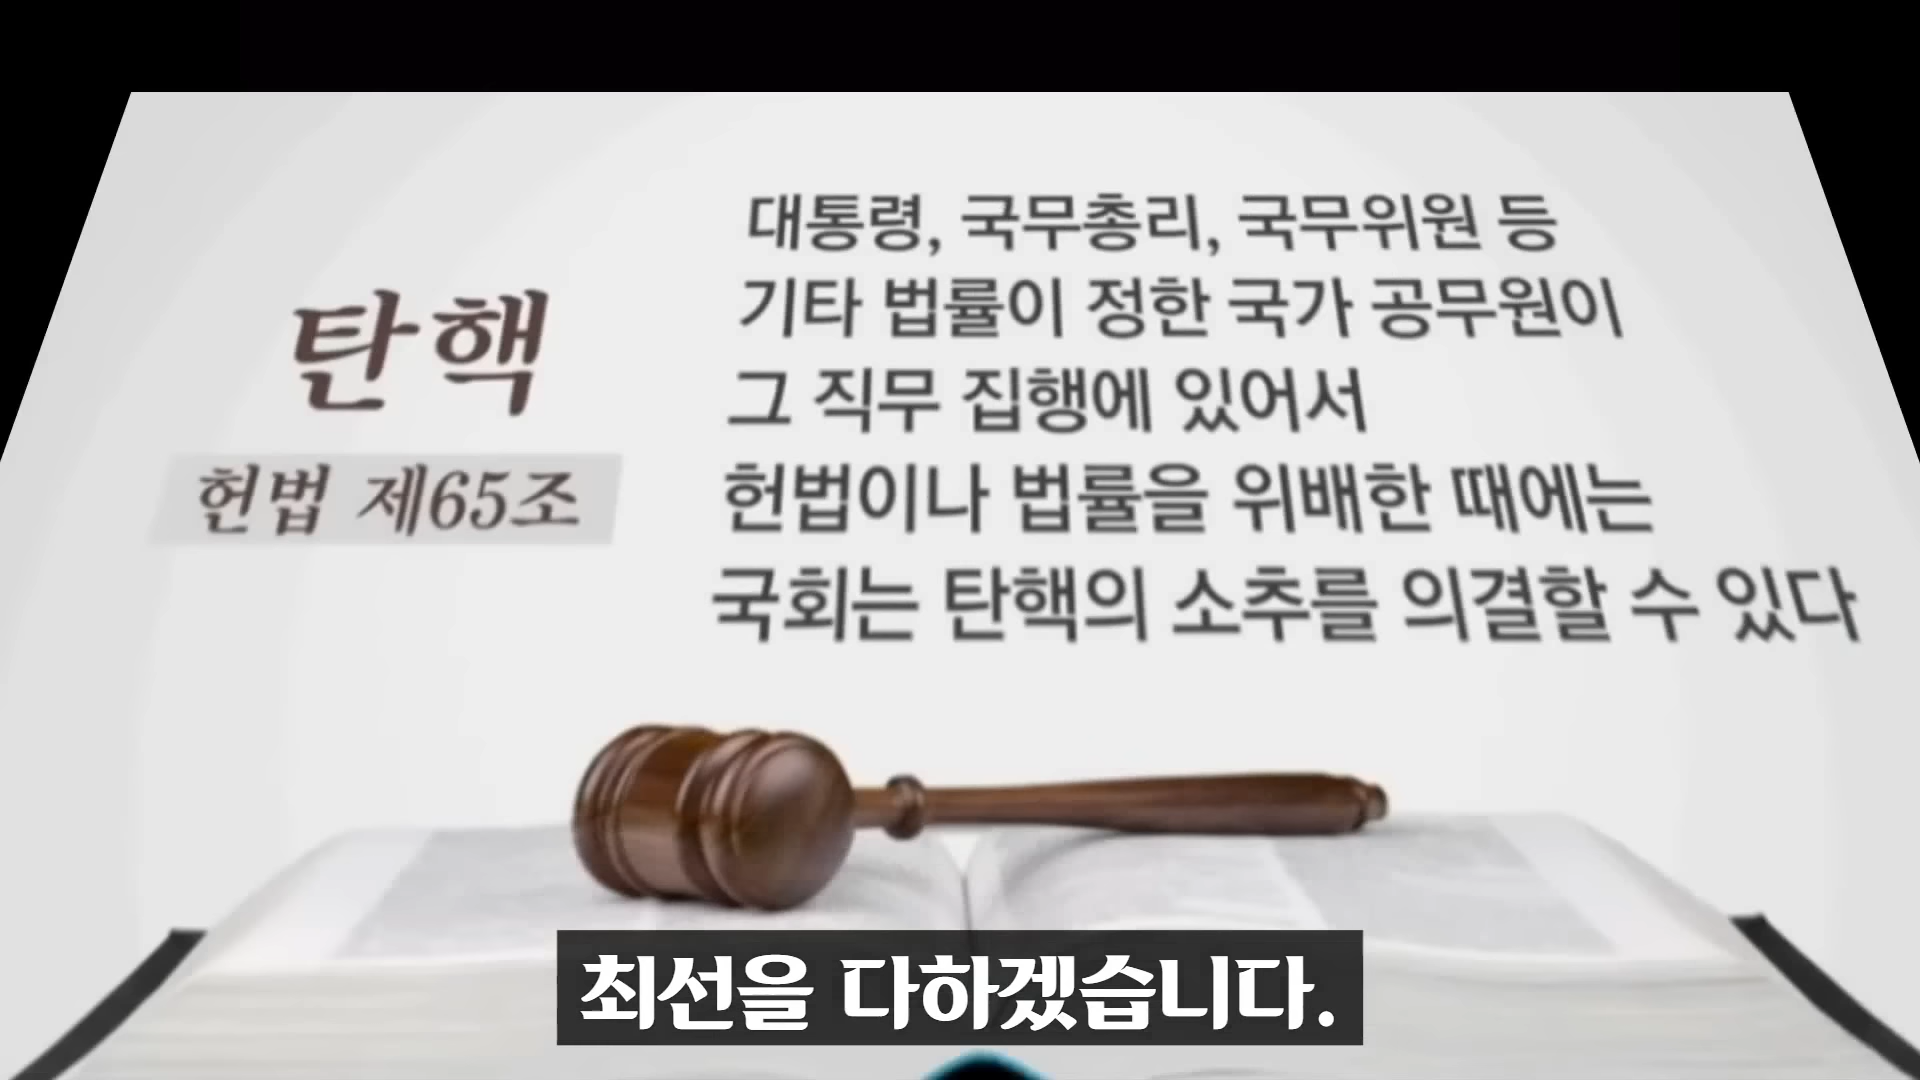 탄핵
헌법 제65조
대통령, 국무총리, 국무위원 등
기타 법률이 정한 국가 공무원이
그 직무 집행에 있어서
헌법이나 법률을 위배한 때에는
국회는 탄핵의 소추를 의결할 수 있다
최선을 다하겠습니다.